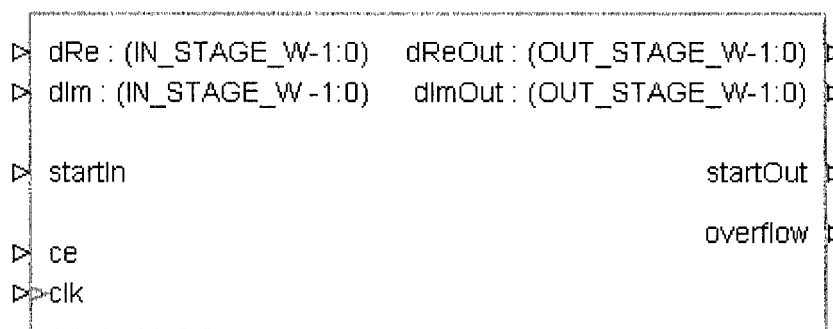 dRe : (IN_STAGE_W-1:0) dReOut : (OUT_STAGE_W-1:0)
dIm : (IN_STAGE_W -1:0) dImOut : (OUT_STAGE_W-1:0)
startIn startOut
overflow
ce
clk